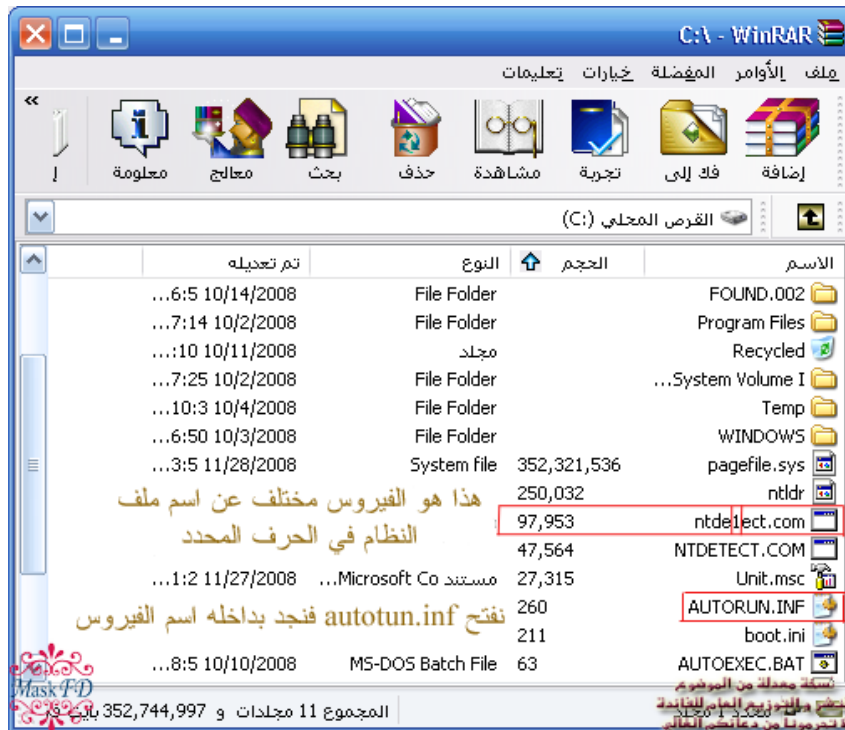 C:\ - WinRAR
ملف الأوامر المفضلة خيارات تعليمات
إضافة فك إلى تجربة مشاهدة حذف بحث معالج معلومة إ
القرص المحلي (C:)
الاسم الحجم النوع تم تعديله
FOUND.002 File Folder 10/14/2008 6:5...
Program Files File Folder 10/2/2008 7:14...
Recycled مجلد 10/11/2008 10:...
System Volume I... File Folder 10/2/2008 7:25...
Temp File Folder 10/4/2008 10:3...
WINDOWS File Folder 10/3/2008 6:50...
pagefile.sys 352,321,536 System file 11/28/2008 3:5...
ntldr 250,032
هذا هو الفيروس مختلف عن اسم ملف
ntde1ect.com 97,953
النظام في الحرف المحدد
NTDETECT.COM 47,564
Unit.msc 27,315 مستند Microsoft Co... 11/27/2008 1:2...
AUTORUN.INF 260
نفتح autotun.inf فنجد بداخله اسم الفيروس
boot.ini 211
AUTOEXEC.BAT 63 MS-DOS Batch File 10/10/2008 8:5...
Mask FD
نسخة معدلة من الموضوع
المجموع 11 مجلدات و 352,744,997 بايت في